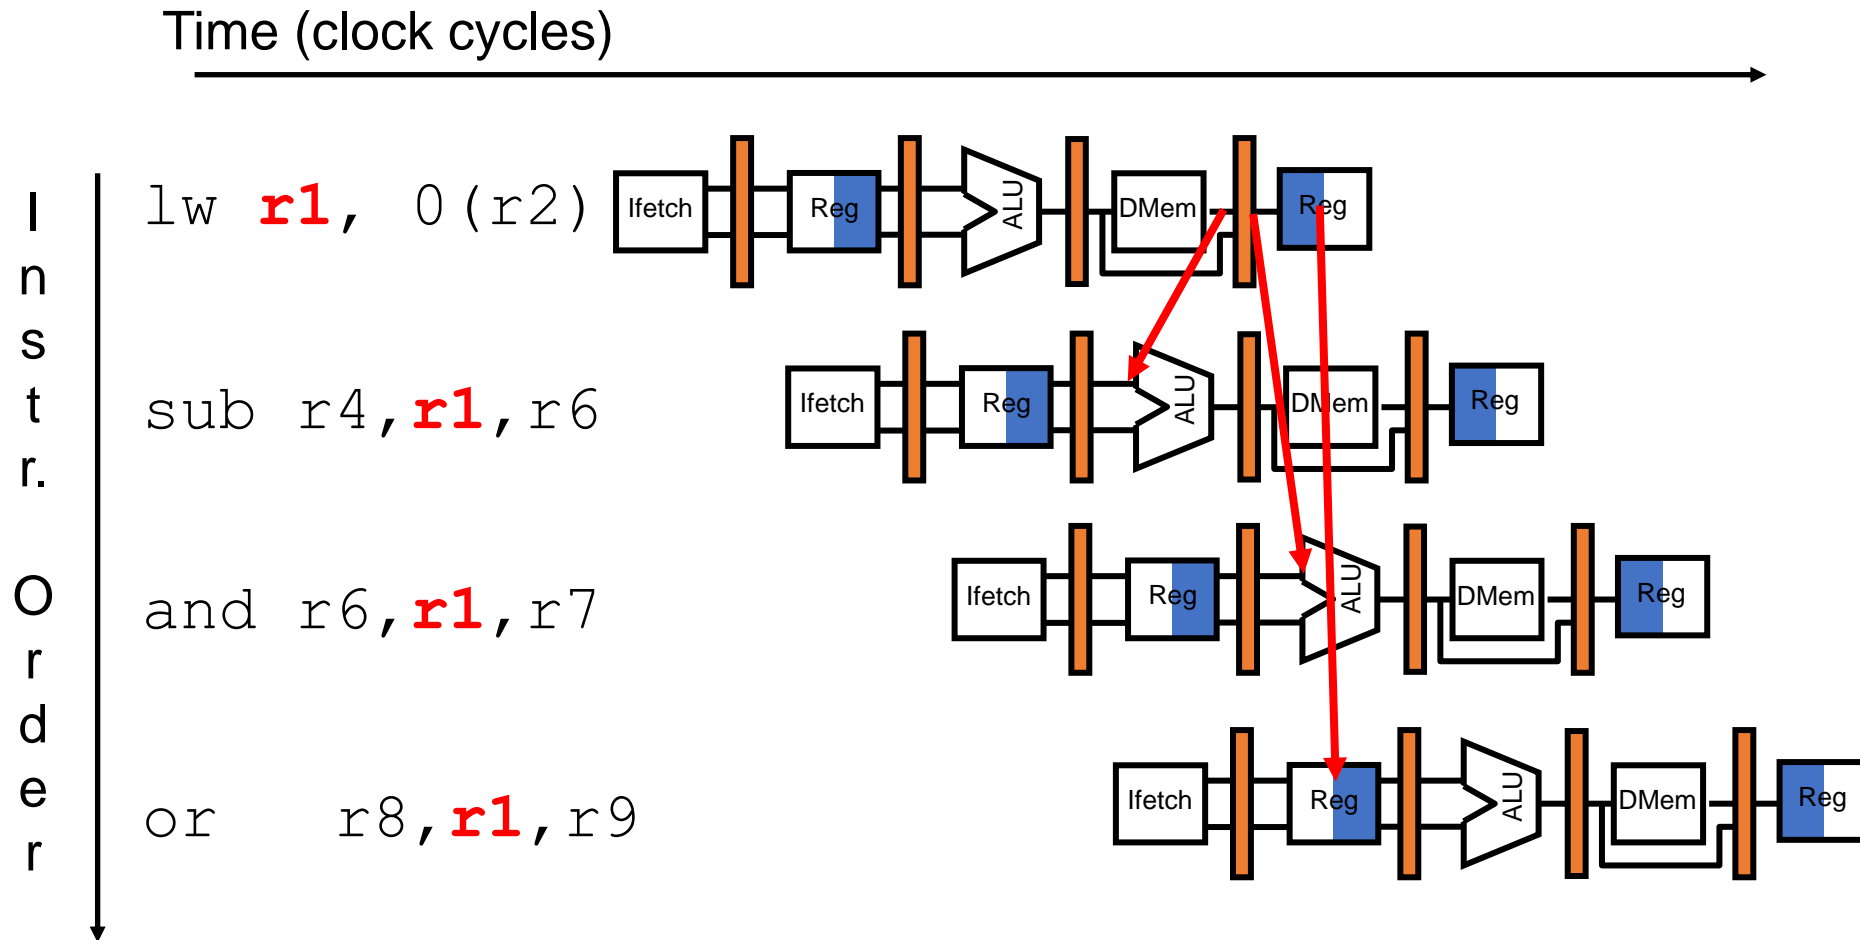 Time (clock cycles)
Instr. Order
lw r1, 0(r2)
Ifetch Reg ALU DMem Reg
sub r4,r1,r6
Ifetch Reg ALU DMem Reg
and r6,r1,r7
Ifetch Reg ALU DMem Reg
or r8,r1,r9
Ifetch Reg ALU DMem Reg